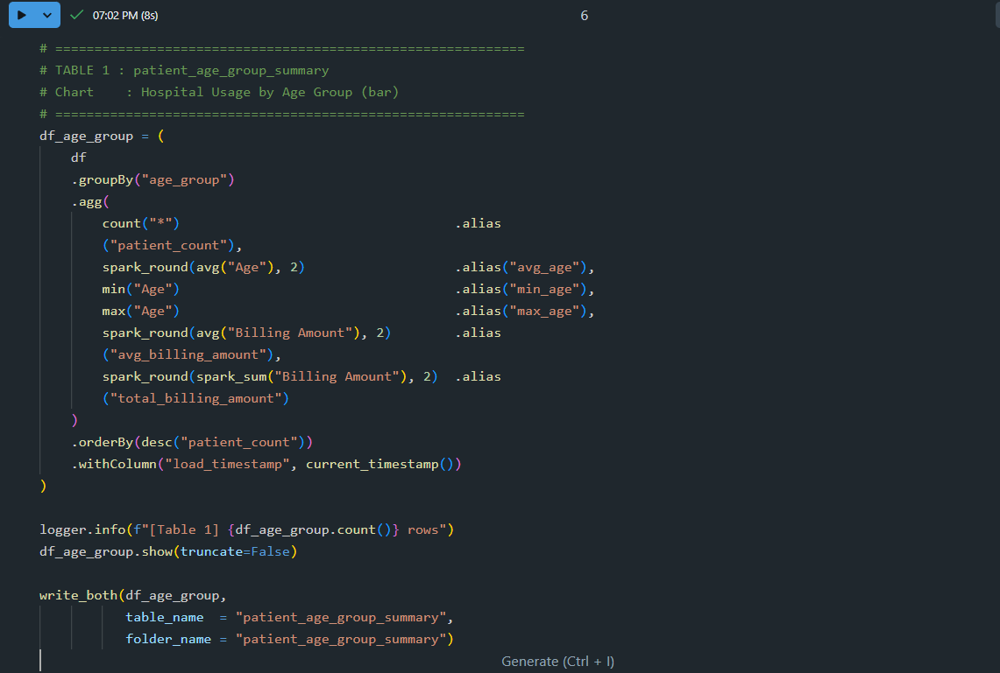 07:02 PM (8s)
6
# ============================================================
# TABLE 1 : patient_age_group_summary
# Chart    : Hospital Usage by Age Group (bar)
# ============================================================
df_age_group = (
    df
    .groupBy("age_group")
    .agg(
        count("*")                                   .alias
        ("patient_count"),
        spark_round(avg("Age"), 2)                   .alias("avg_age"),
        min("Age")                                   .alias("min_age"),
        max("Age")                                   .alias("max_age"),
        spark_round(avg("Billing Amount"), 2)        .alias
        ("avg_billing_amount"),
        spark_round(spark_sum("Billing Amount"), 2)  .alias
        ("total_billing_amount")
    )
    .orderBy(desc("patient_count"))
    .withColumn("load_timestamp", current_timestamp())
)
logger.info(f"[Table 1] {df_age_group.count()} rows")
df_age_group.show(truncate=False)
write_both(df_age_group,
           table_name  = "patient_age_group_summary",
           folder_name = "patient_age_group_summary")
Generate (Ctrl + I)